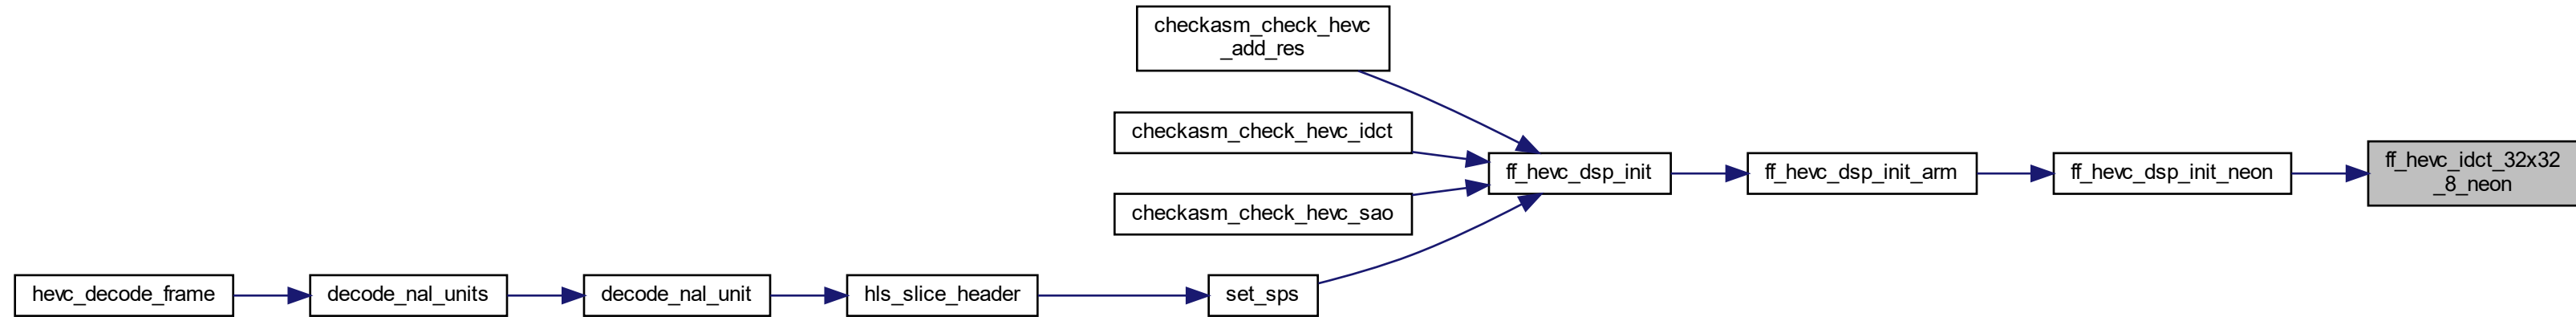 checkasm_check_hevc
_add_res
checkasm_check_hevc_idct
checkasm_check_hevc_sao
hevc_decode_frame
decode_nal_units
decode_nal_unit
hls_slice_header
set_sps
ff_hevc_dsp_init
ff_hevc_dsp_init_arm
ff_hevc_dsp_init_neon
ff_hevc_idct_32x32
_8_neon